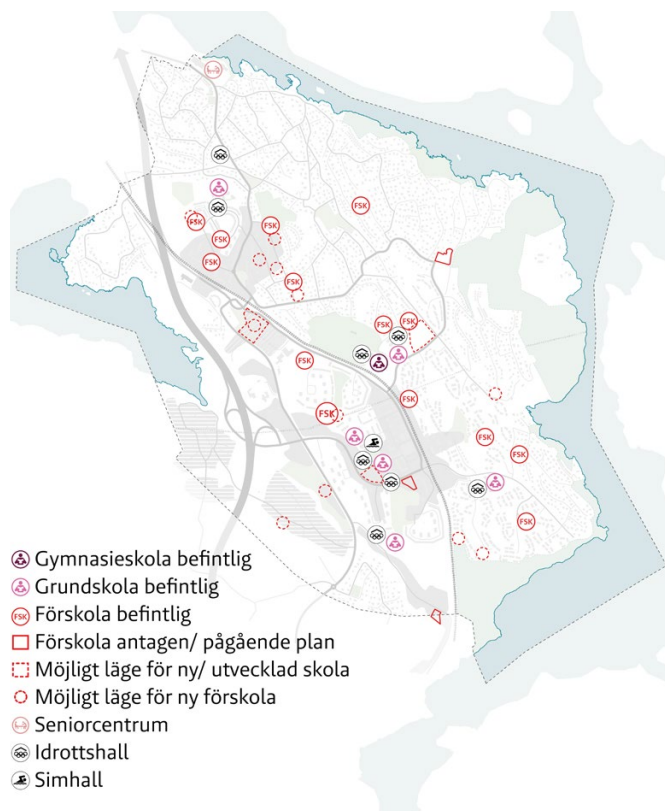 FSK
FSK
FSK
FSK
FSK
FSK
FSK
FSK
FSK
FSK
FSK
FSK
FSK
FSK
Gymnasieskola befintlig
Grundskola befintlig
FSK Förskola befintlig
Förskola antagen/ pågående plan
Möjligt läge för ny/ utvecklad skola
Möjligt läge för ny förskola
Seniorcentrum
Idrottshall
Simhall